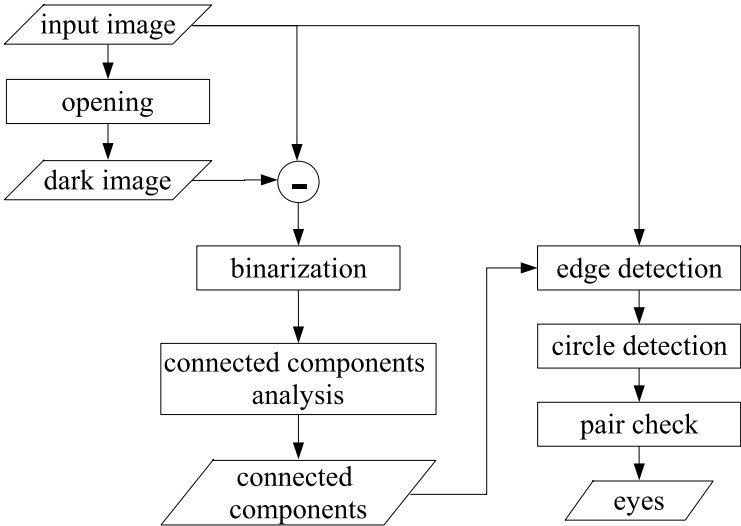 input image
opening
dark image
-
binarization
connected components
analysis
connected
components
edge detection
circle detection
pair check
eyes